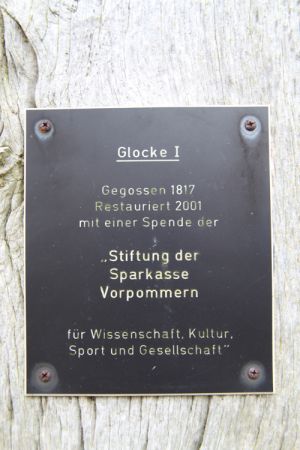 Glocke I
Gegossen 1817
Restauriert 2001
mit einer Spende der
„Stiftung der
Sparkasse
Vorpommern
für Wissenschaft, Kultur,
Sport und Gesellschaft"